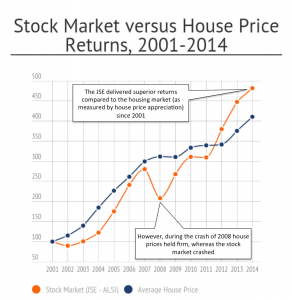 Stock Market versus House Price
Returns, 2001-2014
500
450
400
350
300
250
200
150
100
50
The JSE delivered superior returns
compared to the housing market (as
measured by house price appreciation)
since 2001
However, during the crash of 2008 house
prices held firm, whereas the stock
market crashed
2001 2002 2003 2004 2005 2006 2007 2008 2009 2010 2011 2012 2013 2014
Stock Market (JSE - ALSI) Average House Price